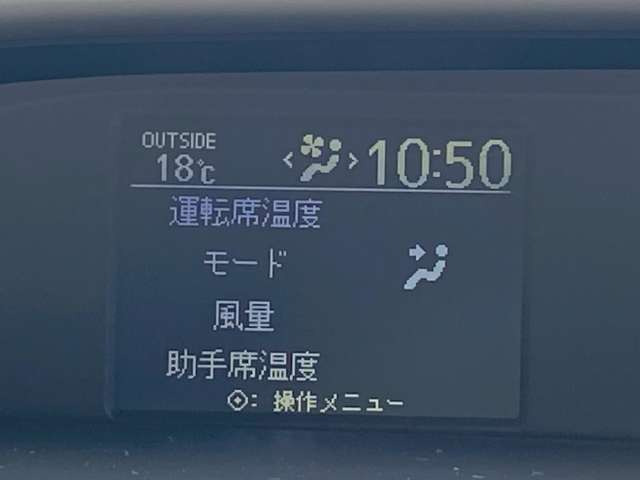 OUTSIDE
18℃ < > 10:50
運転席温度
モード
風量
助手席温度
: 操作メニュー